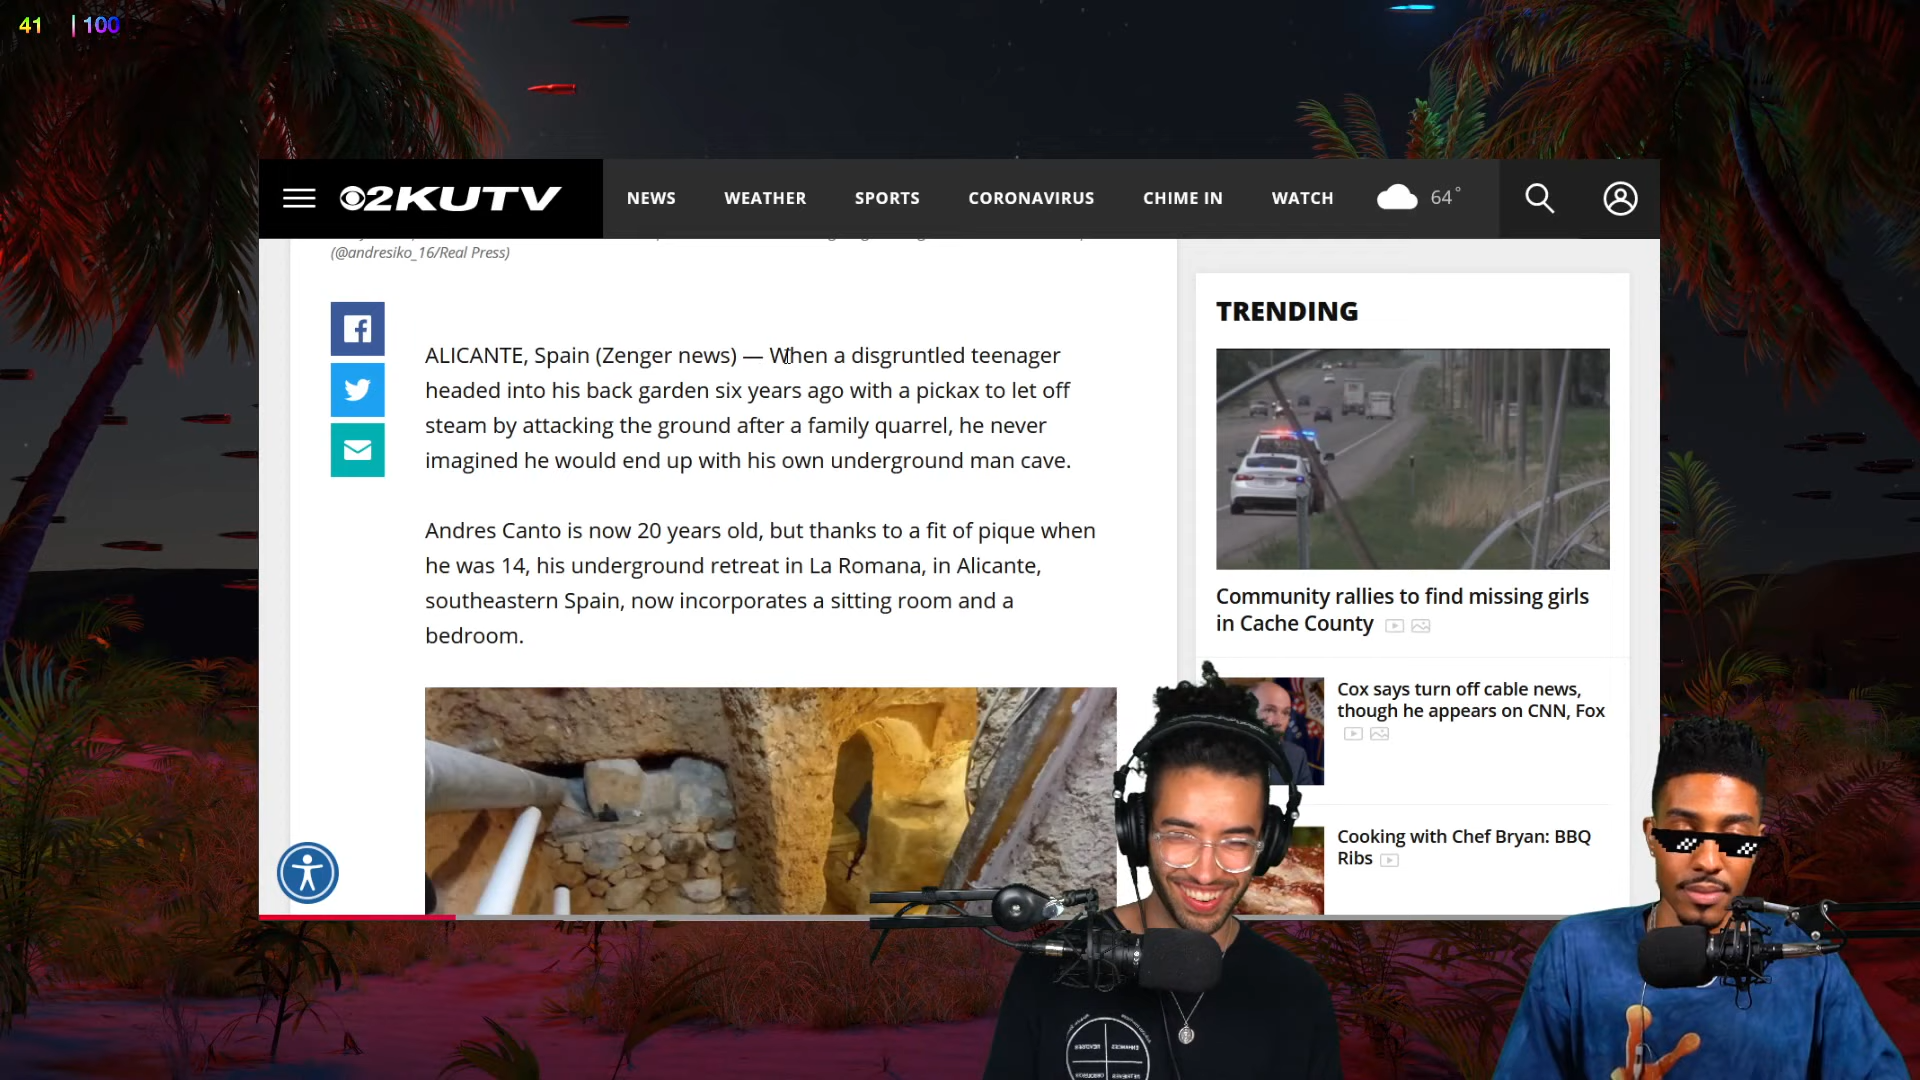 41 | 100
2KUTV
NEWS
WEATHER
SPORTS
CORONAVIRUS
CHIME IN
WATCH
64°
(@andresiko_16/Real Press)
ALICANTE, Spain (Zenger news) — When a disgruntled teenager
headed into his back garden six years ago with a pickax to let off
steam by attacking the ground after a family quarrel, he never
imagined he would end up with his own underground man cave.
Andres Canto is now 20 years old, but thanks to a fit of pique when
he was 14, his underground retreat in La Romana, in Alicante,
southeastern Spain, now incorporates a sitting room and a
bedroom.
TRENDING
Community rallies to find missing girls
in Cache County
Cox says turn off cable news,
though he appears on CNN, Fox
Cooking with Chef Bryan: BBQ
Ribs